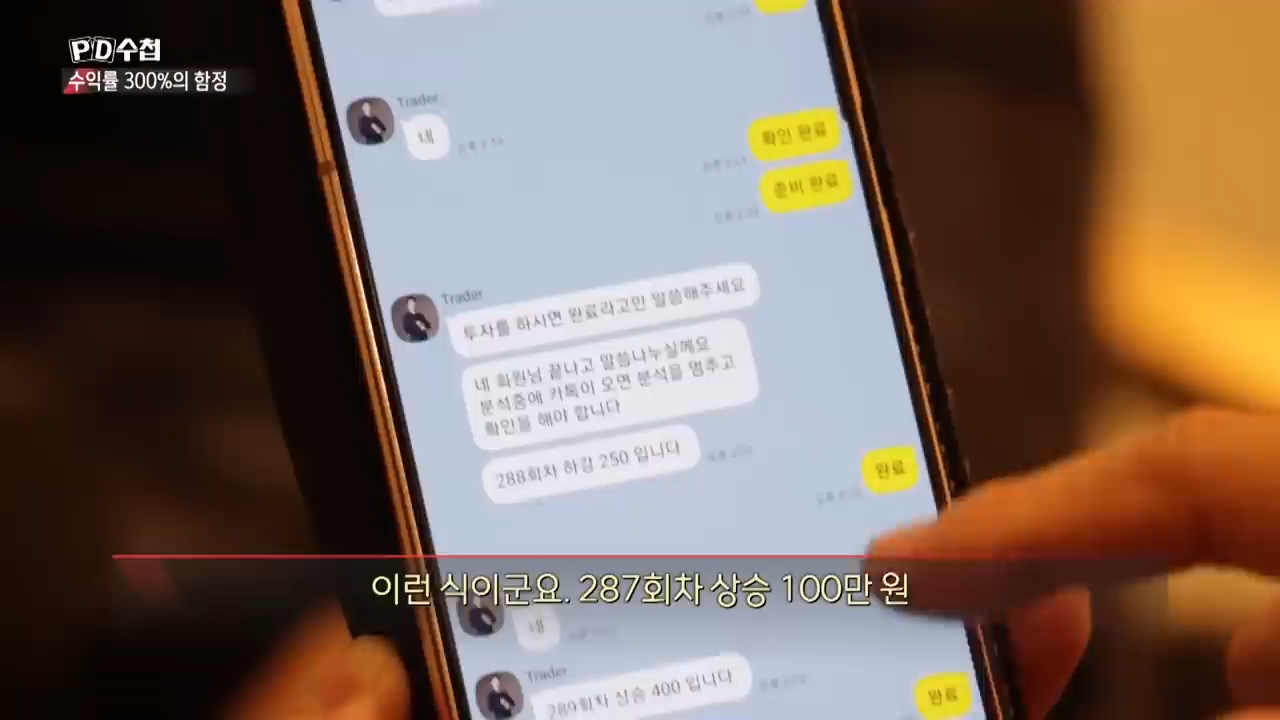 PD수첩
수익률 300%의 함정
Trader
네
확인 완료
준비 완료
Trader
투자를 하시면 완료라고만 말씀해주세요
네 회원님 끝나고 말씀나누실께요
분석중에 카톡이 오면 분석을 멈추고
확인을 해야 합니다
288회차 하강 250 입니다
완료
이런 식이군요. 287회차 상승 100만 원
네
Trader
289회차 상승 400 입니다
완료